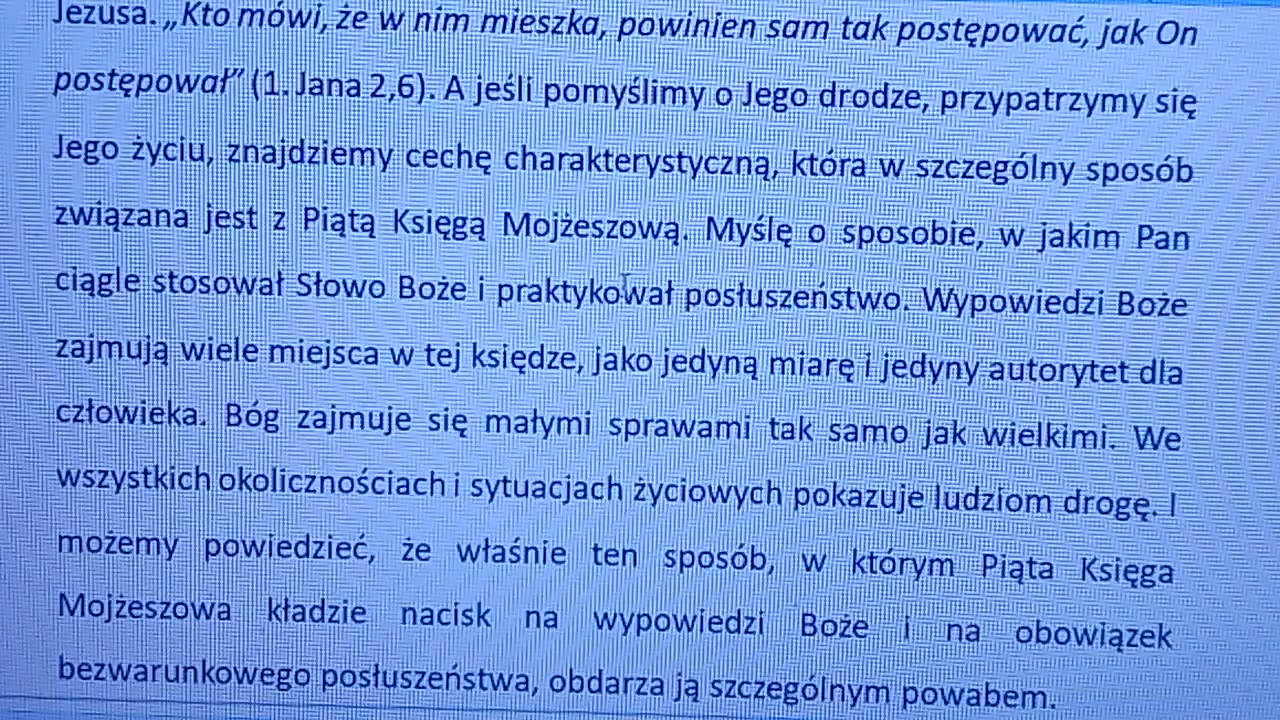 Jezusa. „Kto mówi, że w nim mieszka, powinien sam tak postępować, jak On
postępował” (1. Jana 2,6). A jeśli pomyślimy o Jego drodze, przypatrzymy się
Jego życiu, znajdziemy cechę charakterystyczną, która w szczególny sposób
związana jest z Piątą Księgą Mojżeszową. Myślę o sposobie, w jakim Pan
ciągle stosował Słowo Boże i praktykował posłuszeństwo. Wypowiedzi Boże
zajmują wiele miejsca w tej księdze, jako jedyną miarę i jedyny autorytet dla
człowieka. Bóg zajmuje się małymi sprawami tak samo jak wielkimi. We
wszystkich okolicznościach i sytuacjach życiowych pokazuje ludziom drogę. I
możemy powiedzieć, że właśnie ten sposób, w którym Piąta Księga
Mojżeszowa kładzie nacisk na wypowiedzi Boże i na obowiązek
bezwarunkowego posłuszeństwa, obdarza ją szczególnym powabem.